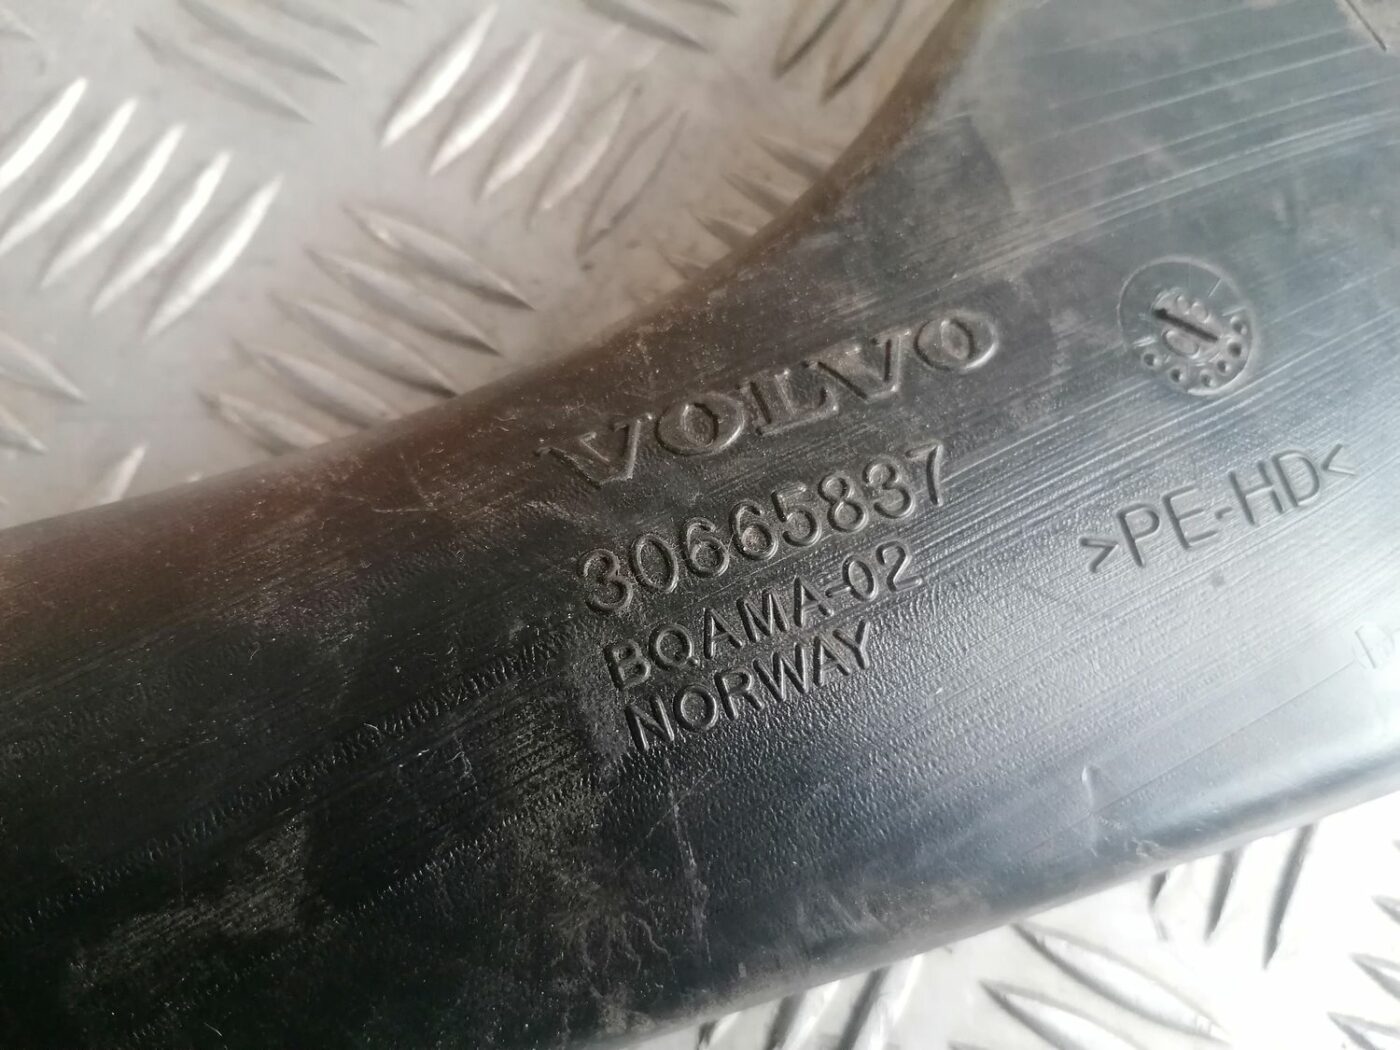 VOLVO
30665837
BQAMA-02
NORWAY
>PE-HD<